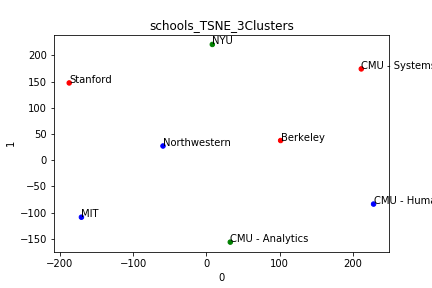 schools_TSNE_3Clusters
NYU
CMU - Systems
Stanford
Northwestern
Berkeley
MIT
CMU - Huma
CMU - Analytics
200
150
100
50
0
−50
−100
−150
1
−200
−100
0
100
200
0